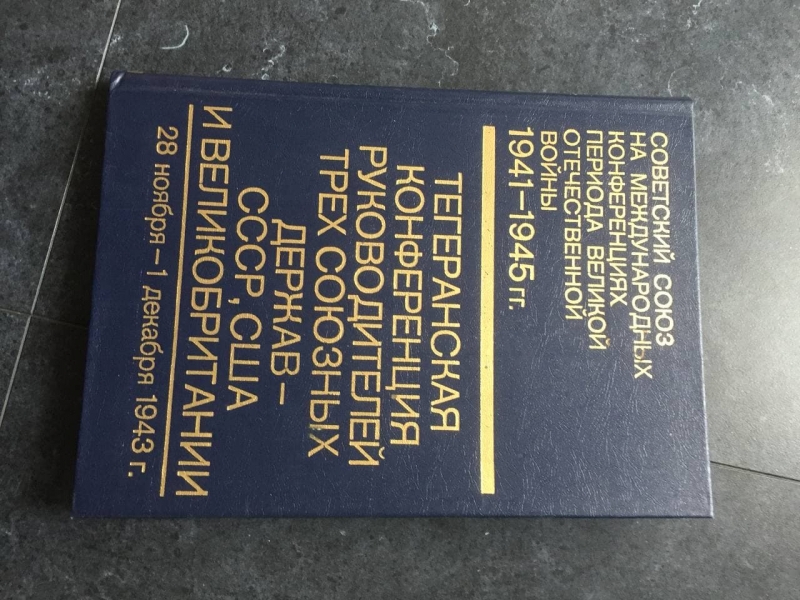 СОВЕТСКИЙ СОЮЗ
НА МЕЖДУНАРОДНЫХ
КОНФЕРЕНЦИЯХ
ПЕРИОДА ВЕЛИКОЙ
ОТЕЧЕСТВЕННОЙ
ВОЙНЫ
1941–1945 гг.
ТЕГЕРАНСКАЯ
КОНФЕРЕНЦИЯ
РУКОВОДИТЕЛЕЙ
ТРЕХ СОЮЗНЫХ
ДЕРЖАВ–
СССР, США
И ВЕЛИКОБРИТАНИИ
28 ноября–1 декабря 1943 г.